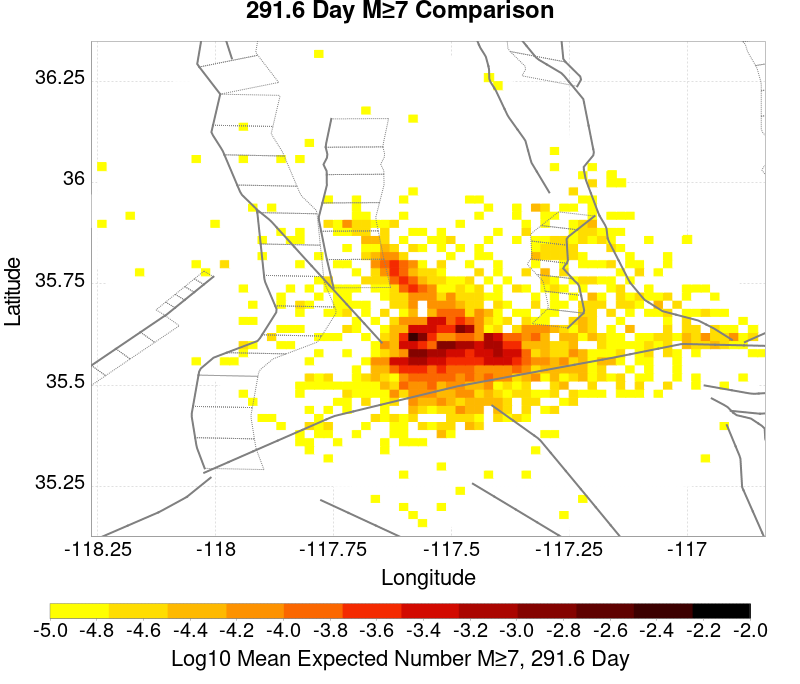 291.6 Day M≥7 Comparison
36.25
36
35.75
35.5
35.25
Latitude
-118.25 -118 -117.75 -117.5 -117.25 -117
Longitude
-5.0 -4.8 -4.6 -4.4 -4.2 -4.0 -3.8 -3.6 -3.4 -3.2 -3.0 -2.8 -2.6 -2.4 -2.2 -2.0
Log10 Mean Expected Number M≥7, 291.6 Day